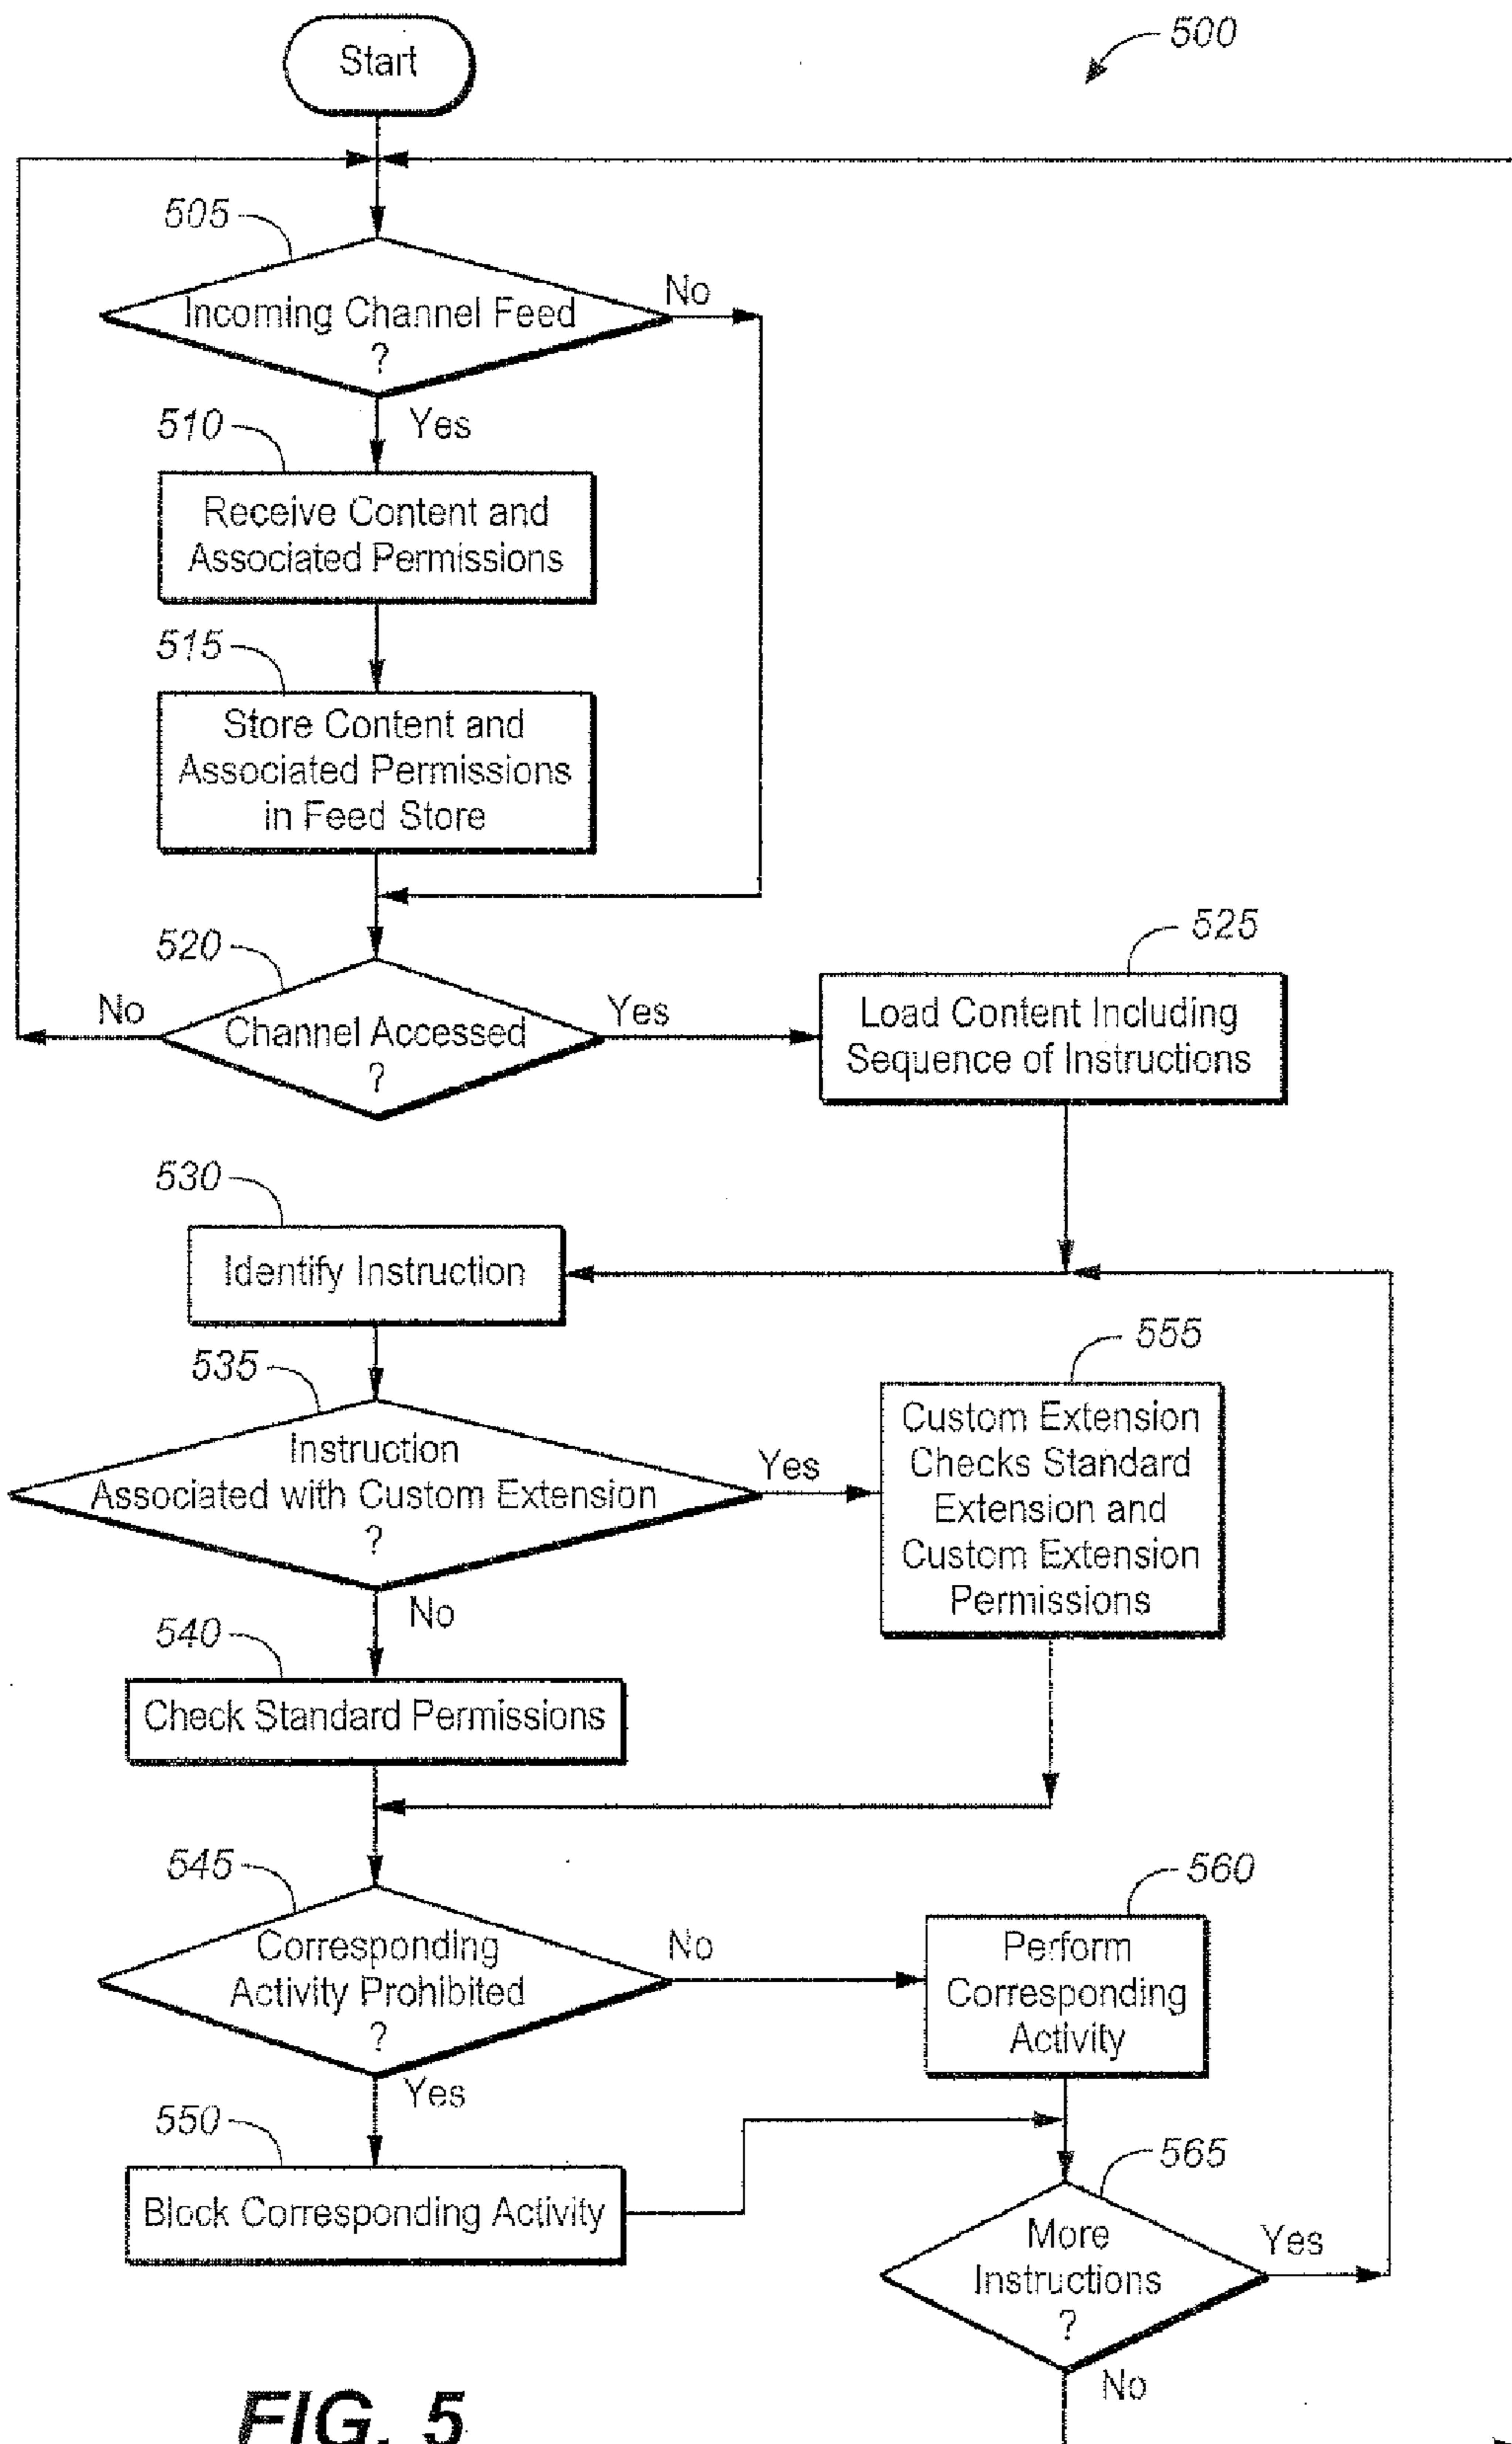 Start
500
505
Incoming Channel Feed
?
No
Yes
510
Receive Content and
Associated Permissions
515
Store Content and
Associated Permissions
in Feed Store
520
Channel Accessed
?
No
Yes
525
Load Content Including
Sequence of Instructions
530
Identify Instruction
535
Instruction
Associated with Custom Extension
?
Yes
No
555
Custom Extension
Checks Standard
Extension and
Custom Extension
Permissions
540
Check Standard Permissions
545
Corresponding
Activity Prohibited
?
No
Yes
560
Perform
Corresponding
Activity
550
Block Corresponding Activity
565
More
Instructions
?
Yes
No
FIG. 5